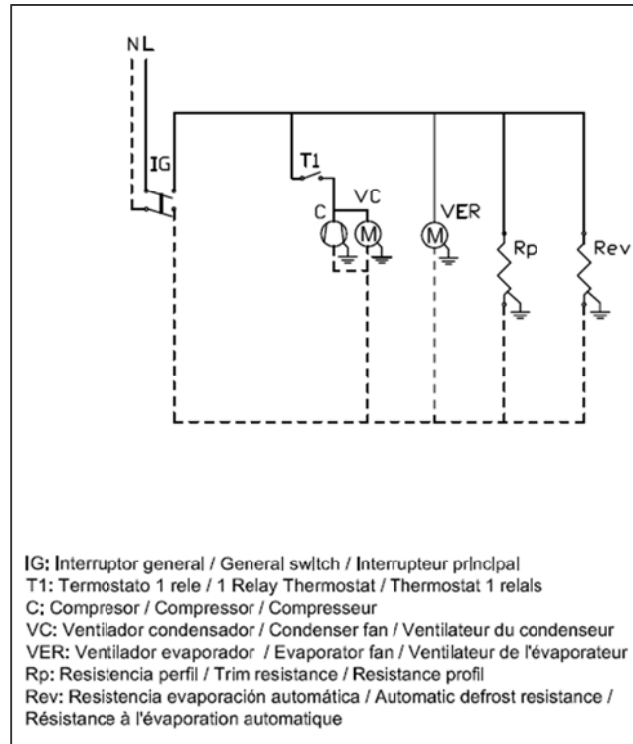 N L
IG
T1
C
VC
VER
Rp
Rev
M
M
IG: Interruptor general / General switch / Interrupteur principal
T1: Termostato 1 rele / 1 Relay Thermostat / Thermostat 1 relais
C: Compresor / Compressor / Compresseur
VC: Ventilador condensador / Condenser fan / Ventilateur du condenseur
VER: Ventilador evaporador / Evaporator fan / Ventilateur de l'évaporateur
Rp: Resistencia perfil / Trim resistance / Resistance profil
Rev: Resistencia evaporación automática / Automatic defrost resistance /
Résistance à l'évaporation automatique